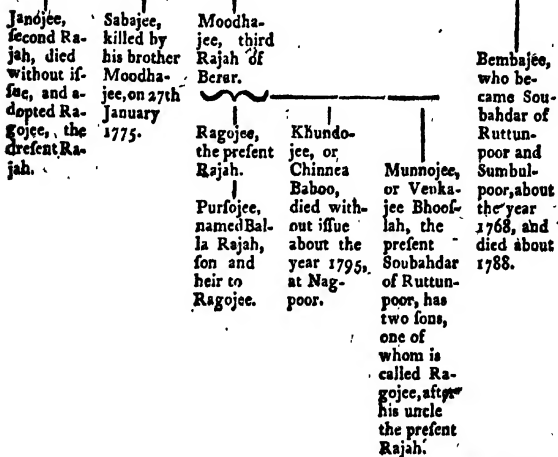 Janojee,
ſecond Ra-
jah, died
without iſ-
ſue, and a-
dopted Ra-
gojee, the
preſent Ra-
jah.
Sabajee,
killed by
his brother
Moodha-
jee, on 27th
January
1775.
Moodha-
jee, third
Rajah of
Berar.
Ragojee,
the preſent
Rajah.
Purſojee,
named Bal-
la Rajah,
ſon and
heir to
Ragojee.
Khundo-
jee, or
Chinnea
Baboo,
died with-
out iſſue
about the
year 1795,
at Nag-
poor.
Munnojee,
or Venka-
jee Bhooſ-
lah, the
preſent
Soubahdar
of Ruttun-
poor, has
two ſons,
one of
whom is
called Ra-
gojee, after
his uncle
the preſent
Rajah.
Bembajee,
who be-
came Sou-
bahdar of
Ruttun-
poor and
Sumbul-
poor, about
the year
1768, and
died about
1788.